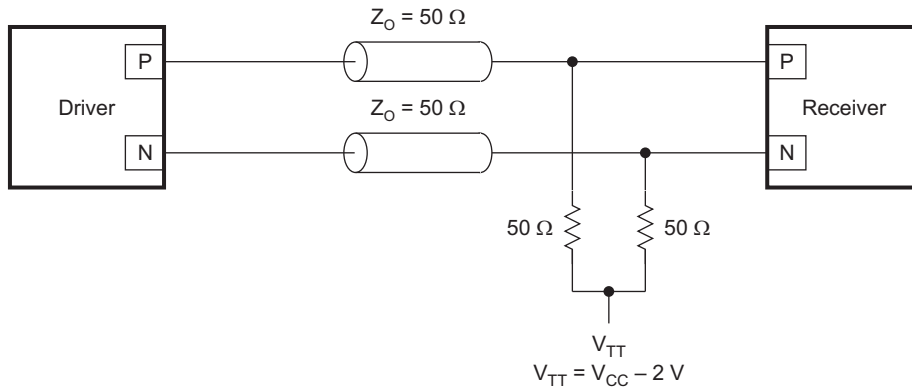 Z_O = 50 Ω
P
P
Driver
Z_O = 50 Ω
Receiver
N
N
50 Ω
50 Ω
V_TT
V_TT = V_CC – 2 V